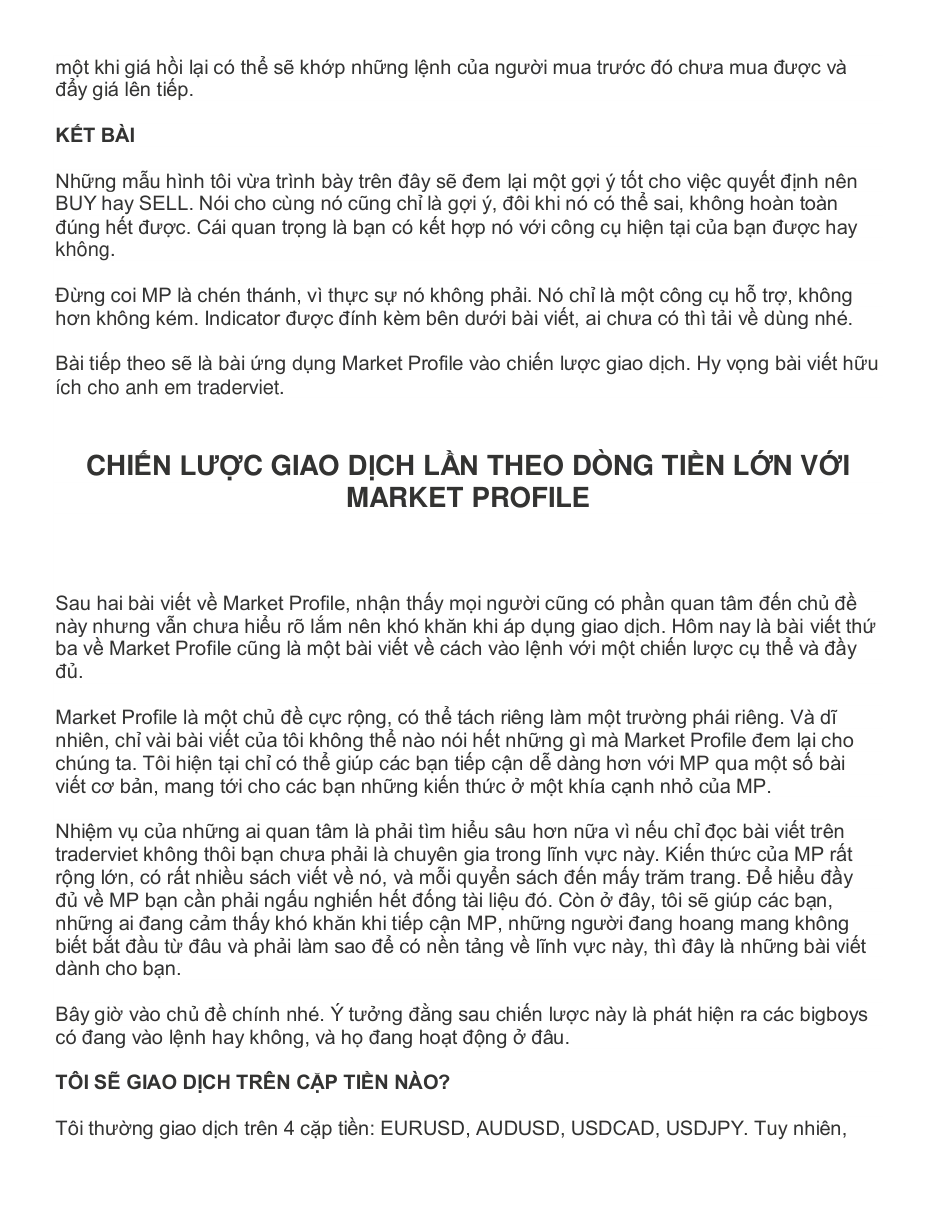 một khi giá hồi lại có thể sẽ khớp những lệnh của người mua trước đó chưa mua được và
đẩy giá lên tiếp.
KẾT BÀI
Những mẫu hình tôi vừa trình bày trên đây sẽ đem lại một gợi ý tốt cho việc quyết định nên
BUY hay SELL. Nói cho cùng nó cũng chỉ là gợi ý, đôi khi nó có thể sai, không hoàn toàn
đúng hết được. Cái quan trọng là bạn có kết hợp nó với công cụ hiện tại của bạn được hay
không.
Đừng coi MP là chén thánh, vì thực sự nó không phải. Nó chỉ là một công cụ hỗ trợ, không
hơn không kém. Indicator được đính kèm bên dưới bài viết, ai chưa có thì tải về dùng nhé.
Bài tiếp theo sẽ là bài ứng dụng Market Profile vào chiến lược giao dịch. Hy vọng bài viết hữu
ích cho anh em traderviet.
CHIẾN LƯỢC GIAO DỊCH LẦN THEO DÒNG TIỀN LỚN VỚI
MARKET PROFILE
Sau hai bài viết về Market Profile, nhận thấy mọi người cũng có phần quan tâm đến chủ đề
này nhưng vẫn chưa hiểu rõ lắm nên khó khăn khi áp dụng giao dịch. Hôm nay là bài viết thứ
ba về Market Profile cũng là một bài viết về cách vào lệnh với một chiến lược cụ thể và đầy
đủ.
Market Profile là một chủ đề cực rộng, có thể tách riêng làm một trường phái riêng. Và dĩ
nhiên, chỉ vài bài viết của tôi không thể nào nói hết những gì mà Market Profile đem lại cho
chúng ta. Tôi hiện tại chỉ có thể giúp các bạn tiếp cận dễ dàng hơn với MP qua một số bài
viết cơ bản, mang tới cho các bạn những kiến thức ở một khía cạnh nhỏ của MP.
Nhiệm vụ của những ai quan tâm là phải tìm hiểu sâu hơn nữa vì nếu chỉ đọc bài viết trên
traderviet không thôi bạn chưa phải là chuyên gia trong lĩnh vực này. Kiến thức của MP rất
rộng lớn, có rất nhiều sách viết về nó, và mỗi quyển sách đến mấy trăm trang. Để hiểu đầy
đủ về MP bạn cần phải ngấu nghiến hết đống tài liệu đó. Còn ở đây, tôi sẽ giúp các bạn,
những ai đang cảm thấy khó khăn khi tiếp cận MP, những người đang hoang mang không
biết bắt đầu từ đâu và phải làm sao để có nền tảng về lĩnh vực này, thì đây là những bài viết
dành cho bạn.
Bây giờ vào chủ đề chính nhé. Ý tưởng đằng sau chiến lược này là phát hiện ra các bigboys
có đang vào lệnh hay không, và họ đang hoạt động ở đâu.
TÔI SẼ GIAO DỊCH TRÊN CẶP TIỀN NÀO?
Tôi thường giao dịch trên 4 cặp tiền: EURUSD, AUDUSD, USDCAD, USDJPY. Tuy nhiên,